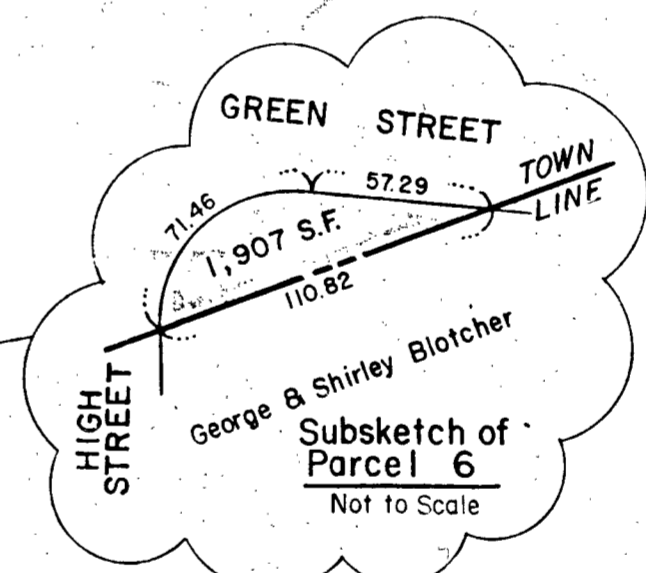 GREEN STREET
TOWN
LINE
57.29
71.46
1,907 S.F.
110.82
HIGH
STREET
George & Shirley Blotcher
Subsketch of
Parcel 6
Not to Scale